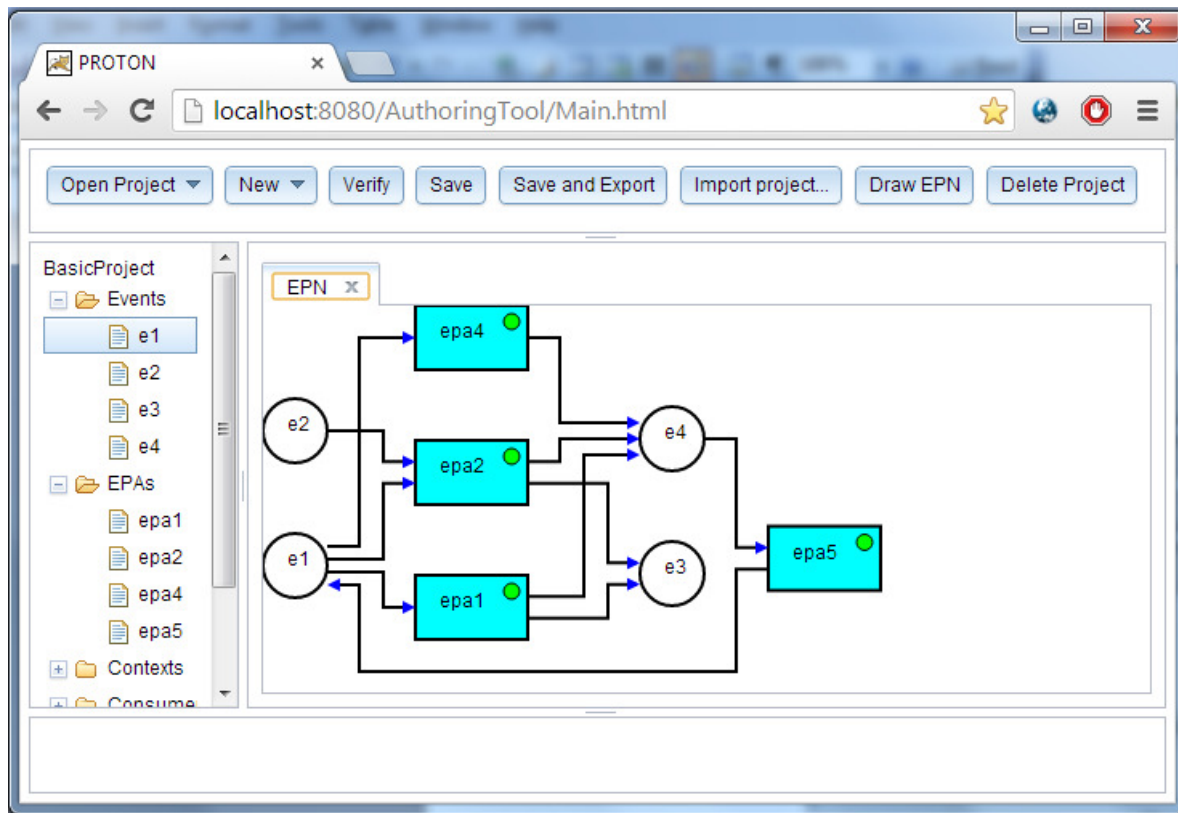 PROTON
localhost:8080/AuthoringTool/Main.html
Open Project New Verify Save Save and Export Import project... Draw EPN Delete Project
BasicProject
Events
e1
e2
e3
e4
EPAs
epa1
epa2
epa4
epa5
Contexts
Consume
EPN
epa4
e2
epa2
e4
e1
epa1
e3
epa5